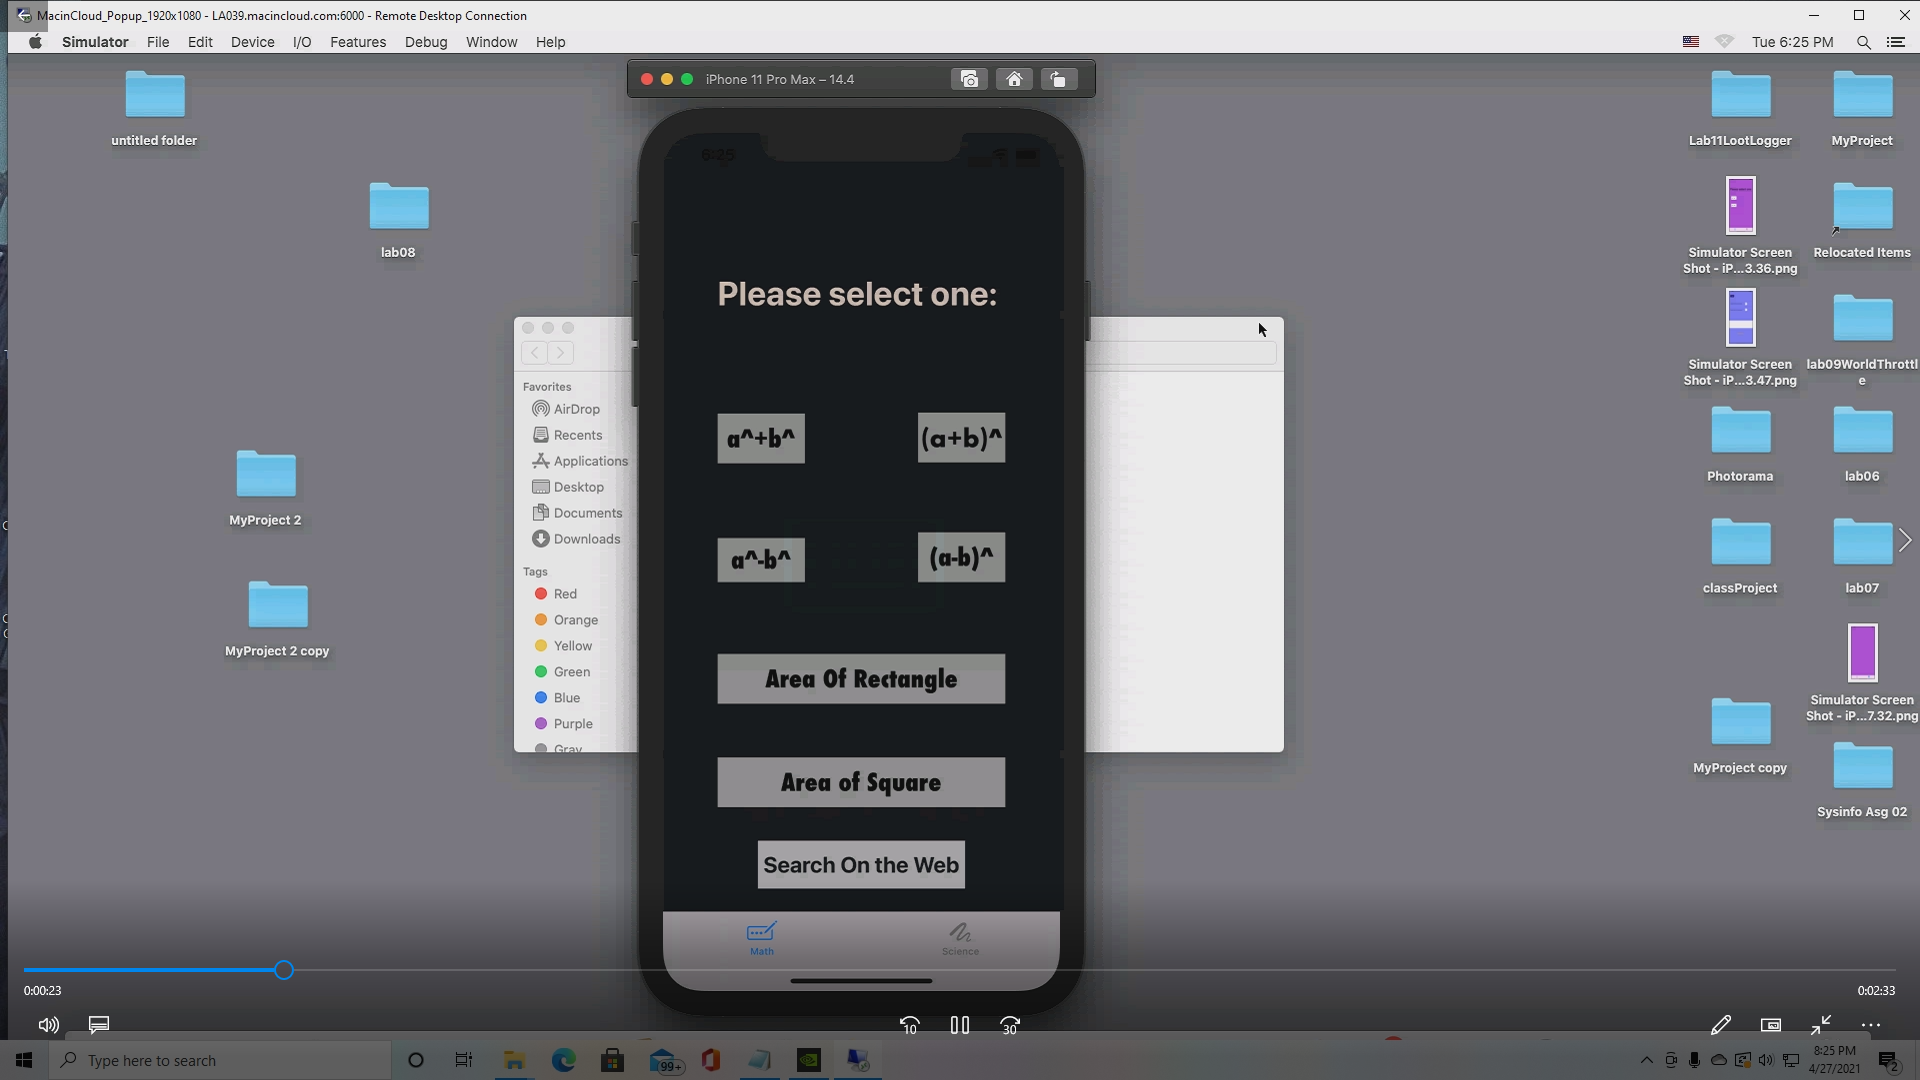 MacinCloud_Popup_1920x1080 - LA039.macincloud.com:6000 - Remote Desktop Connection
Simulator File Edit Device I/O Features Debug Window Help
Tue 6:25 PM
iPhone 11 Pro Max – 14.4
untitled folder
Lab11LootLogger
MyProject
6:25
lab08
Simulator Screen
Shot - iP...3.36.png
Relocated Items
Please select one:
Simulator Screen
Shot - iP...3.47.png
lab09WorldThrottl
e
Favorites
AirDrop
Recents
Applications
Desktop
Documents
Downloads
Tags
Red
Orange
Yellow
Green
Blue
Purple
Gray
a^+b^
(a+b)^
a^-b^
(a-b)^
Area Of Rectangle
Area of Square
Search On the Web
Math
Science
Photorama
lab06
MyProject 2
classProject
lab07
MyProject 2 copy
Simulator Screen
Shot - iP...7.32.png
MyProject copy
Sysinfo Asg 02
0:00:23
0:02:33
10
30
Type here to search
99+
8:25 PM
4/27/2021
2